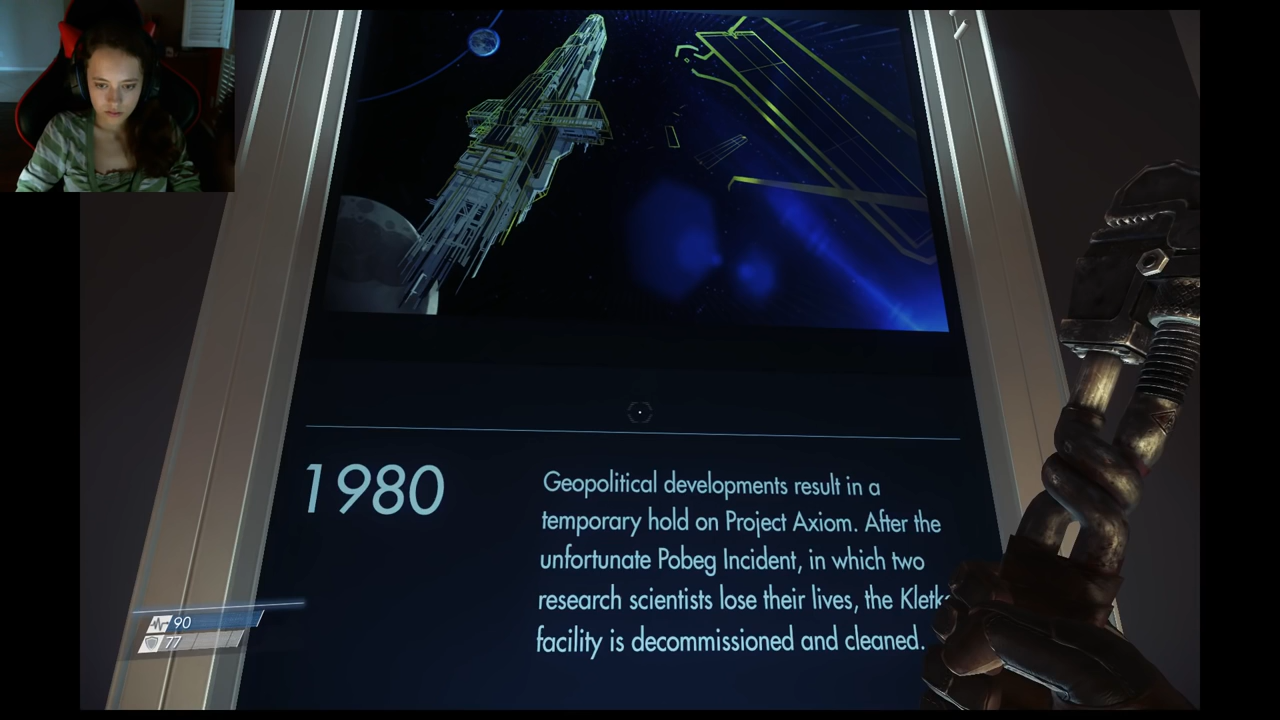 1980
Geopolitical developments result in a
temporary hold on Project Axiom. After the
unfortunate Pobeg Incident, in which two
research scientists lose their lives, the Kletk
facility is decommissioned and cleaned.
90
77